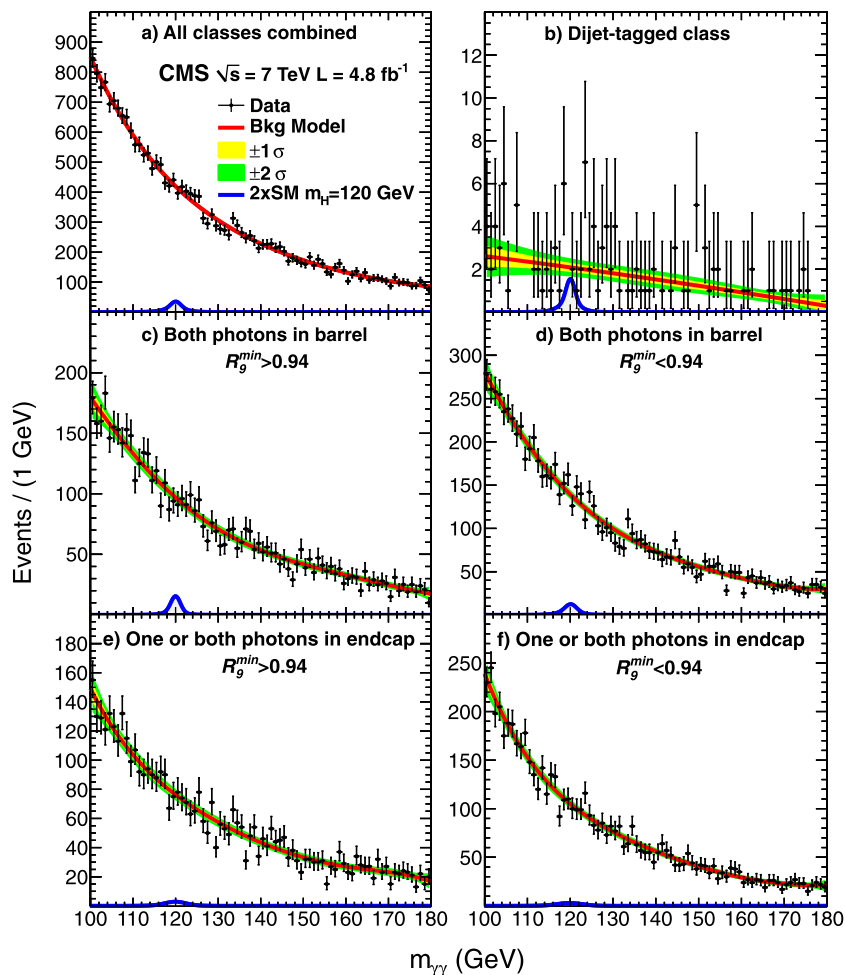 a) All classes combined
CMS √s = 7 TeV L = 4.8 fb⁻¹
Data
Bkg Model
±1 σ
±2 σ
2xSM m_H=120 GeV
900
800
700
600
500
400
300
200
100
b) Dijet-tagged class
14
12
10
8
6
4
2
c) Both photons in barrel
R₉^min>0.94
200
150
100
50
d) Both photons in barrel
R₉^min<0.94
300
250
200
150
100
50
e) One or both photons in endcap
R₉^min>0.94
180
160
140
120
100
80
60
40
20
100 110 120 130 140 150 160 170 180
f) One or both photons in endcap
R₉^min<0.94
250
200
150
100
50
100 110 120 130 140 150 160 170 180
Events / (1 GeV)
m_γγ (GeV)